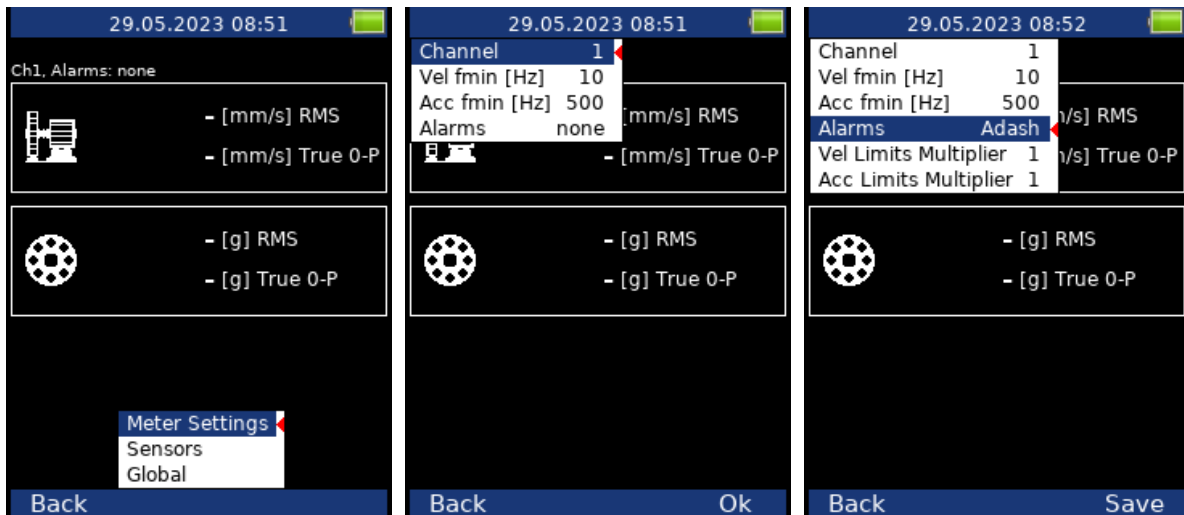 29.05.2023 08:51
Ch1, Alarms: none
- [mm/s] RMS
- [mm/s] True 0-P
- [g] RMS
- [g] True 0-P
Meter Settings
Sensors
Global
Back
29.05.2023 08:51
Channel 1
Vel fmin [Hz] 10
Acc fmin [Hz] 500
Alarms none
[mm/s] RMS
- [mm/s] True 0-P
- [g] RMS
- [g] True 0-P
Back Ok
29.05.2023 08:52
Channel 1
Vel fmin [Hz] 10
Acc fmin [Hz] 500
Alarms Adash
Vel Limits Multiplier 1
Acc Limits Multiplier 1
/s] RMS
/s] True 0-P
- [g] RMS
- [g] True 0-P
Back Save